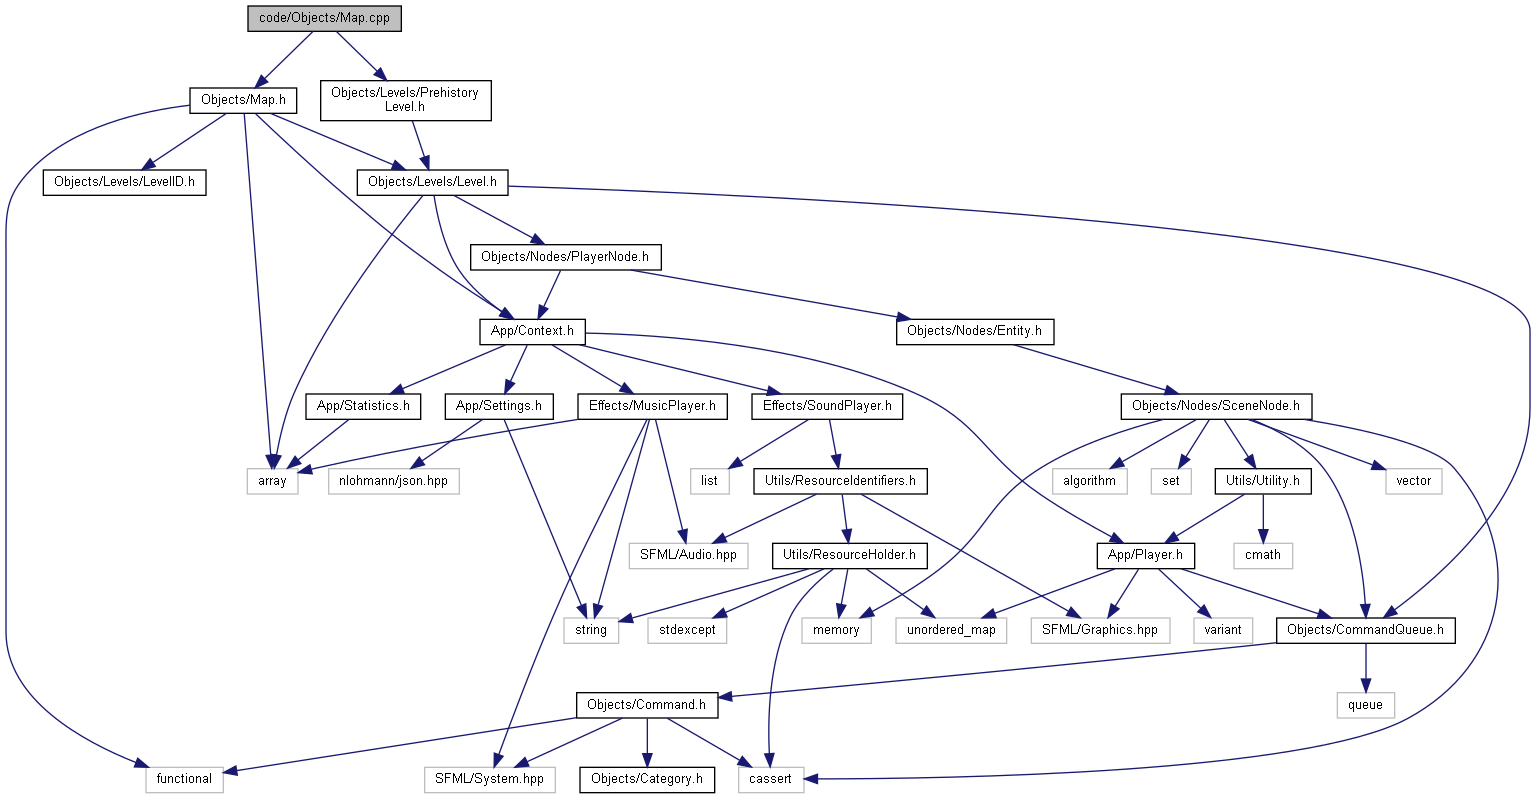 code/Objects/Map.cpp
Objects/Map.h
Objects/Levels/Prehistory
Level.h
Objects/Levels/LevelID.h
Objects/Levels/Level.h
Objects/Nodes/PlayerNode.h
App/Context.h
Objects/Nodes/Entity.h
App/Statistics.h
App/Settings.h
Effects/MusicPlayer.h
Effects/SoundPlayer.h
Objects/Nodes/SceneNode.h
array
nlohmann/json.hpp
list
Utils/ResourceIdentifiers.h
algorithm
set
Utils/Utility.h
vector
SFML/Audio.hpp
Utils/ResourceHolder.h
App/Player.h
cmath
string
stdexcept
memory
unordered_map
SFML/Graphics.hpp
variant
Objects/CommandQueue.h
Objects/Command.h
queue
functional
SFML/System.hpp
Objects/Category.h
cassert